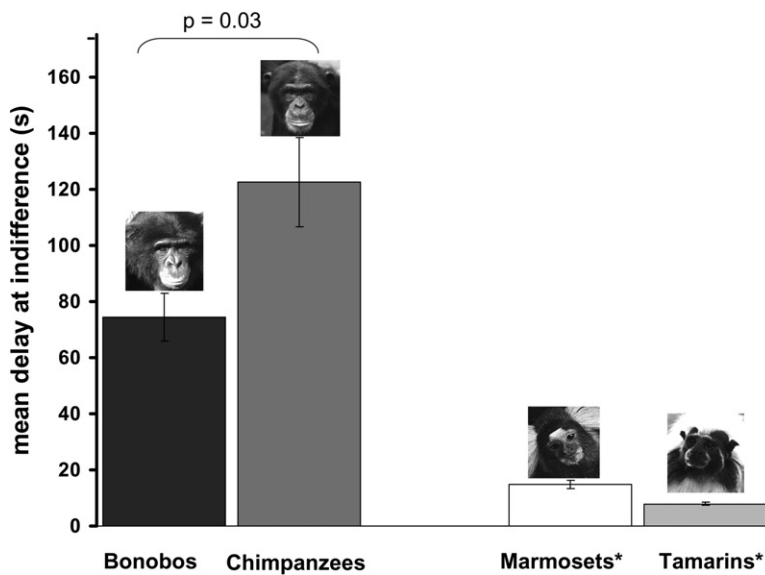 p = 0.03
mean delay at indifference (s)
160
140
120
100
80
60
40
20
0
Bonobos
Chimpanzees
Marmosets*
Tamarins*